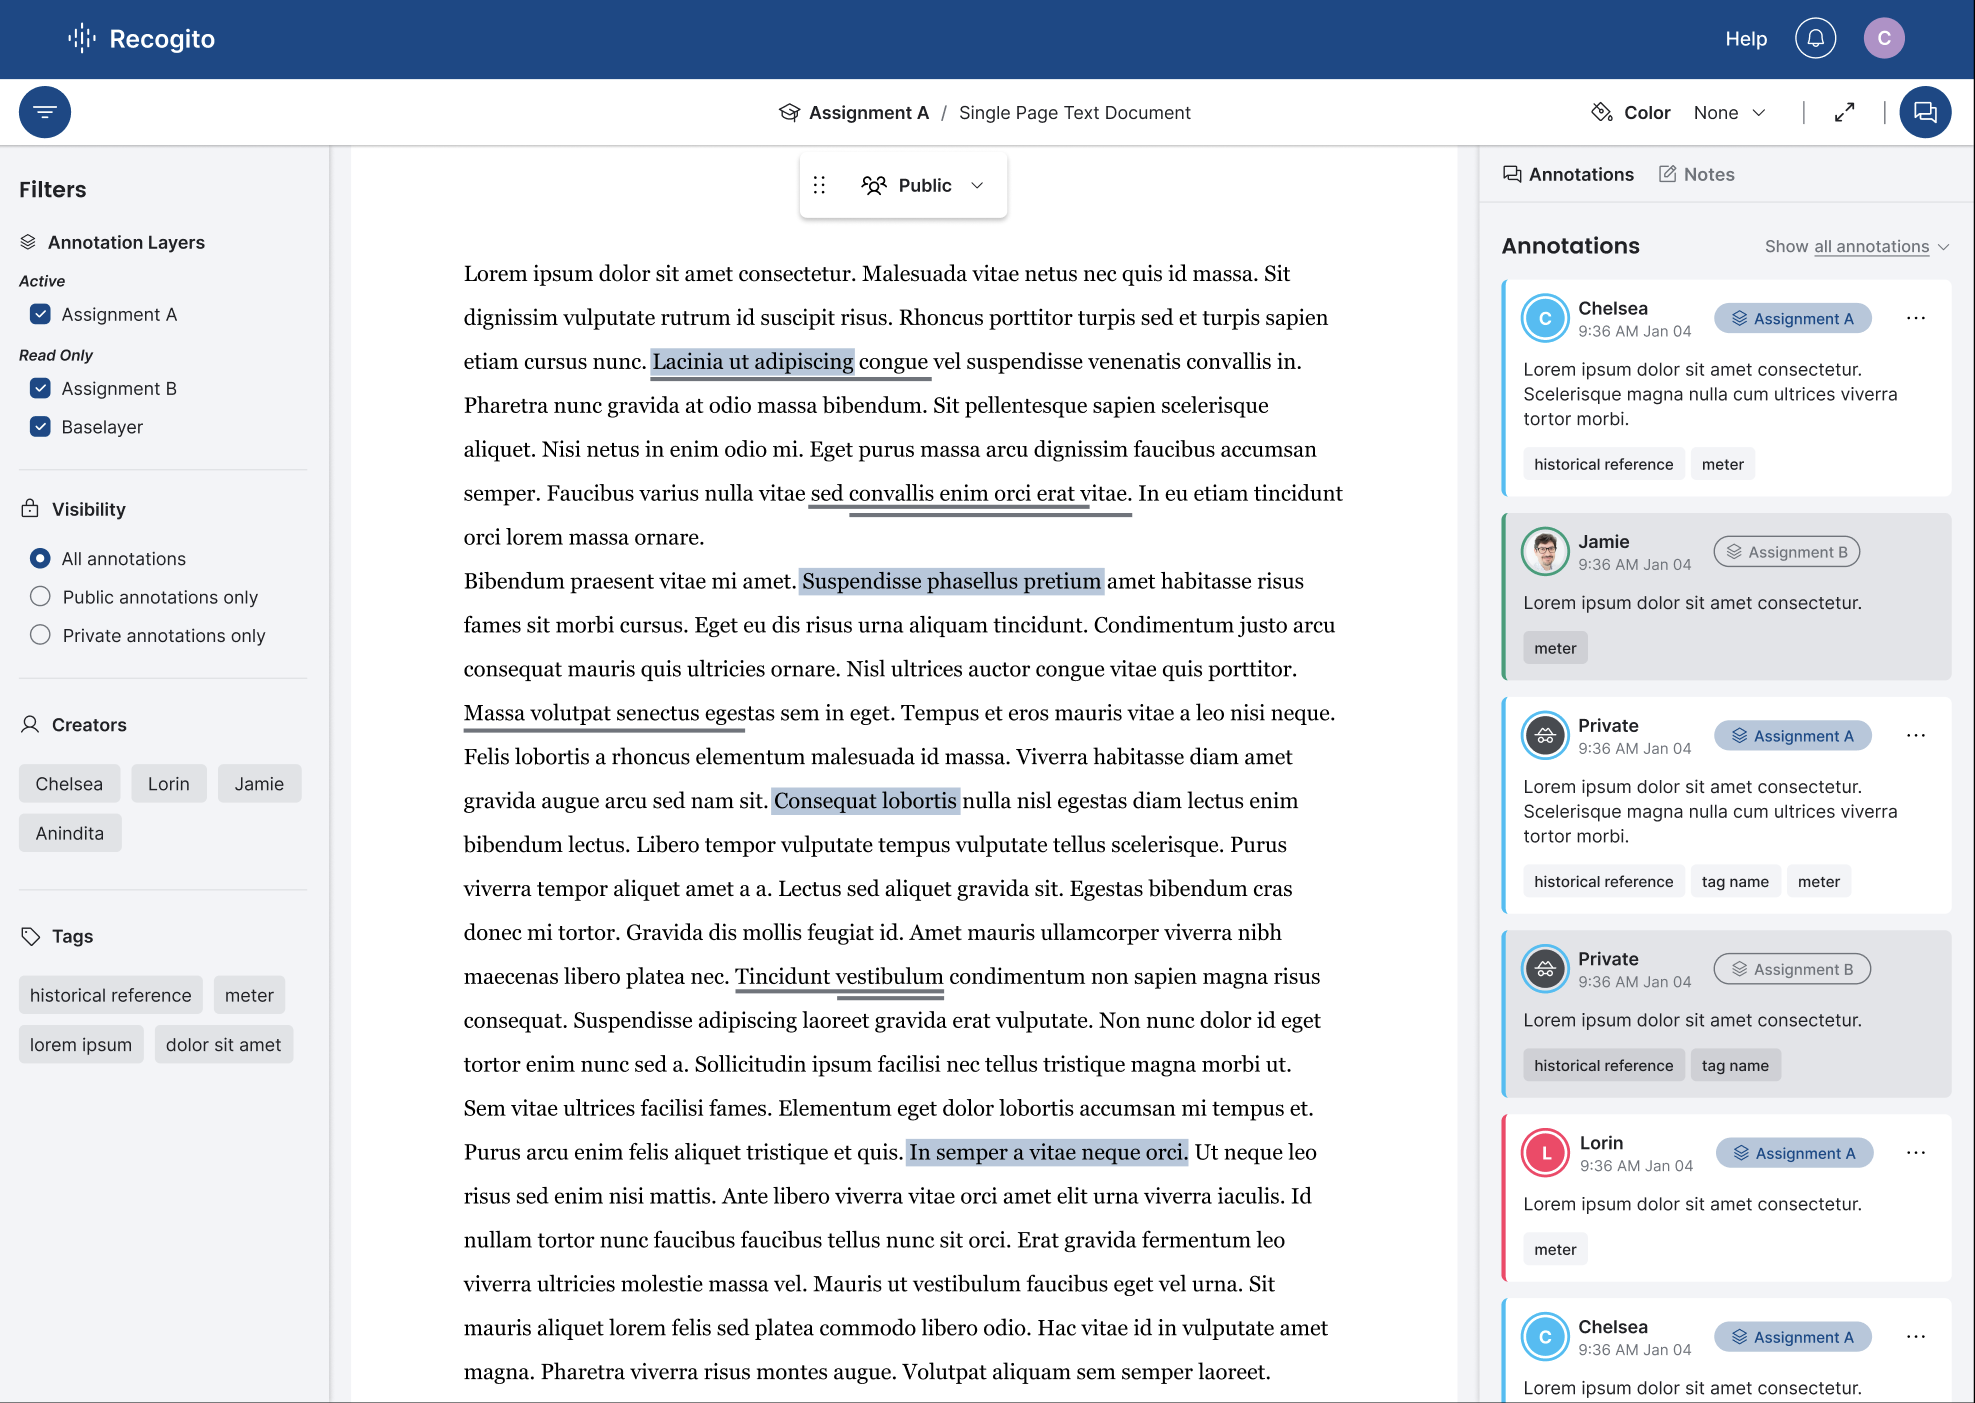 Recogito
Help
C
Assignment A / Single Page Text Document
Color None
Filters
Annotation Layers
Active
Assignment A
Read Only
Assignment B
Baselayer
Visibility
All annotations
Public annotations only
Private annotations only
Creators
Chelsea Lorin Jamie
Anindita
Tags
historical reference meter
lorem ipsum dolor sit amet
Public
Lorem ipsum dolor sit amet consectetur. Malesuada vitae netus nec quis id massa. Sit
dignissim vulputate rutrum id suscipit risus. Rhoncus porttitor turpis sed et turpis sapien
etiam cursus nunc. Lacinia ut adipiscing congue vel suspendisse venenatis convallis in.
Pharetra nunc gravida at odio massa bibendum. Sit pellentesque sapien scelerisque
aliquet. Nisi netus in enim odio mi. Eget purus massa arcu dignissim faucibus accumsan
semper. Faucibus varius nulla vitae sed convallis enim orci erat vitae. In eu etiam tincidunt
orci lorem massa ornare.
Bibendum praesent vitae mi amet. Suspendisse phasellus pretium amet habitasse risus
fames sit morbi cursus. Eget eu dis risus urna aliquam tincidunt. Condimentum justo arcu
consequat mauris quis ultricies ornare. Nisl ultrices auctor congue vitae quis porttitor.
Massa volutpat senectus egestas sem in eget. Tempus et eros mauris vitae a leo nisi neque.
Felis lobortis a rhoncus elementum malesuada id massa. Viverra habitasse diam amet
gravida augue arcu sed nam sit. Consequat lobortis nulla nisl egestas diam lectus enim
bibendum lectus. Libero tempor vulputate tempus vulputate tellus scelerisque. Purus
viverra tempor aliquet amet a a. Lectus sed aliquet gravida sit. Egestas bibendum cras
donec mi tortor. Gravida dis mollis feugiat id. Amet mauris ullamcorper viverra nibh
maecenas libero platea nec. Tincidunt vestibulum condimentum non sapien magna risus
consequat. Suspendisse adipiscing laoreet gravida erat vulputate. Non nunc dolor id eget
tortor enim nunc sed a. Sollicitudin ipsum facilisi nec tellus tristique magna morbi ut.
Sem vitae ultrices facilisi fames. Elementum eget dolor lobortis accumsan mi tempus et.
Purus arcu enim felis aliquet tristique et quis. In semper a vitae neque orci. Ut neque leo
risus sed enim nisi mattis. Ante libero viverra vitae orci amet elit urna viverra iaculis. Id
nullam tortor nunc faucibus faucibus tellus nunc sit orci. Erat gravida fermentum leo
viverra ultricies molestie massa vel. Mauris ut vestibulum faucibus eget vel urna. Sit
mauris aliquet lorem felis sed platea commodo libero odio. Hac vitae id in vulputate amet
magna. Pharetra viverra risus montes augue. Volutpat aliquam sem semper laoreet.
Annotations Notes
Annotations Show all annotations
C Chelsea Assignment A
9:36 AM Jan 04
Lorem ipsum dolor sit amet consectetur.
Scelerisque magna nulla cum ultrices viverra
tortor morbi.
historical reference meter
Jamie Assignment B
9:36 AM Jan 04
Lorem ipsum dolor sit amet consectetur.
meter
Private Assignment A
9:36 AM Jan 04
Lorem ipsum dolor sit amet consectetur.
Scelerisque magna nulla cum ultrices viverra
tortor morbi.
historical reference tag name meter
Private Assignment B
9:36 AM Jan 04
Lorem ipsum dolor sit amet consectetur.
historical reference tag name
L Lorin Assignment A
9:36 AM Jan 04
Lorem ipsum dolor sit amet consectetur.
meter
C Chelsea Assignment A
9:36 AM Jan 04
Lorem ipsum dolor sit amet consectetur.